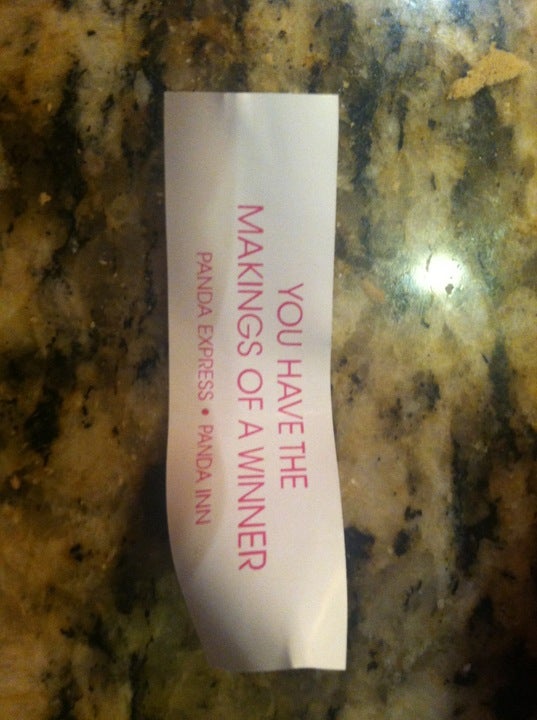 YOU HAVE THE
MAKINGS OF A WINNER
PANDA EXPRESS • PANDA INN